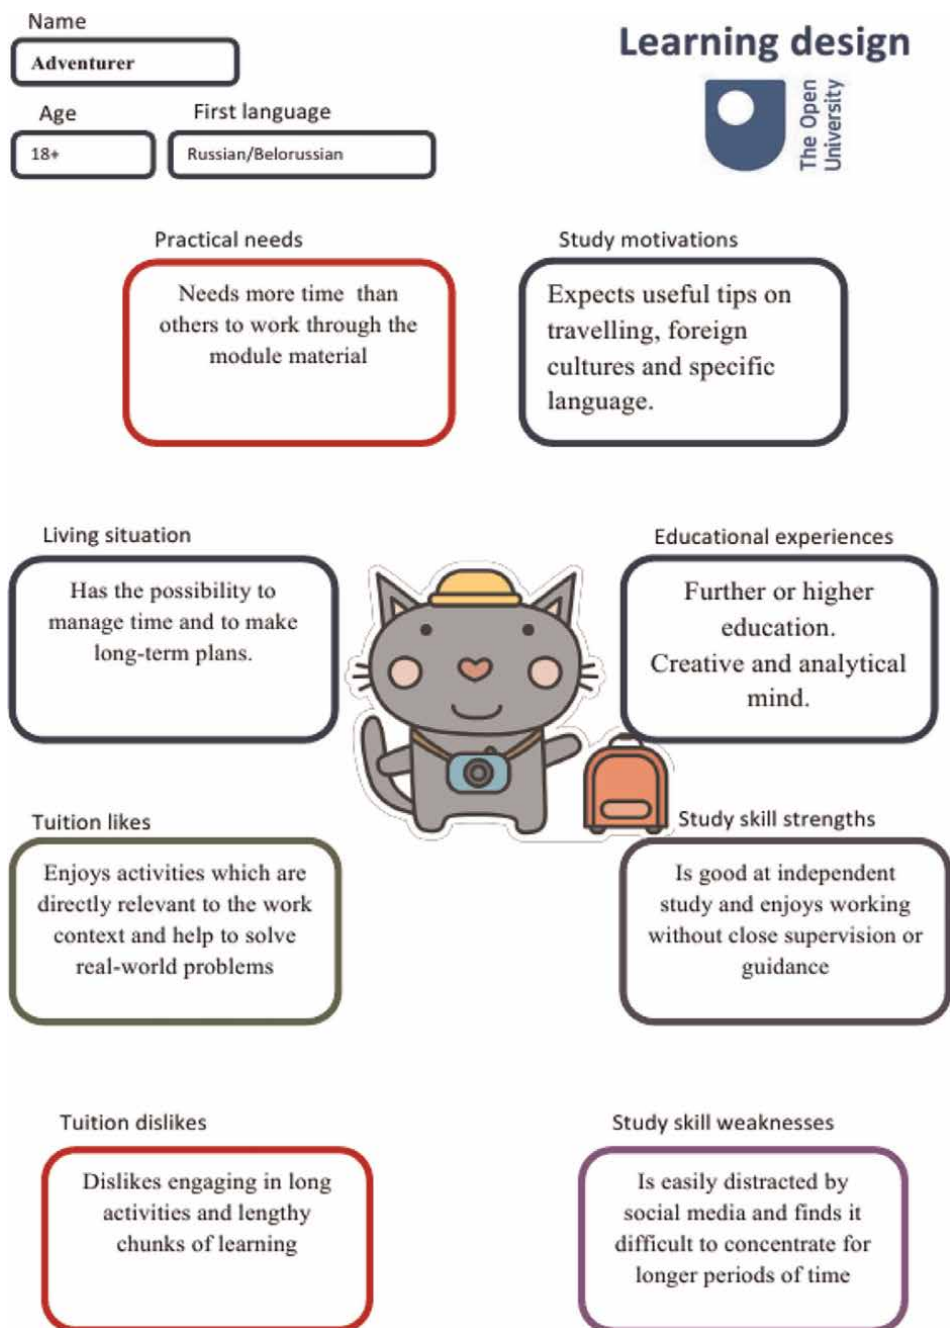 Name
Adventurer
Learning design
The Open
University
Age
First language
18+
Russian/Belorussian
Practical needs
Needs more time than
others to work through the
module material
Study motivations
Expects useful tips on
travelling, foreign
cultures and specific
language.
Living situation
Has the possibility to
manage time and to make
long-term plans.
Educational experiences
Further or higher
education.
Creative and analytical
mind.
Tuition likes
Enjoys activities which are
directly relevant to the work
context and help to solve
real-world problems
Study skill strengths
Is good at independent
study and enjoys working
without close supervision or
guidance
Tuition dislikes
Dislikes engaging in long
activities and lengthy
chunks of learning
Study skill weaknesses
Is easily distracted by
social media and finds it
difficult to concentrate for
longer periods of time